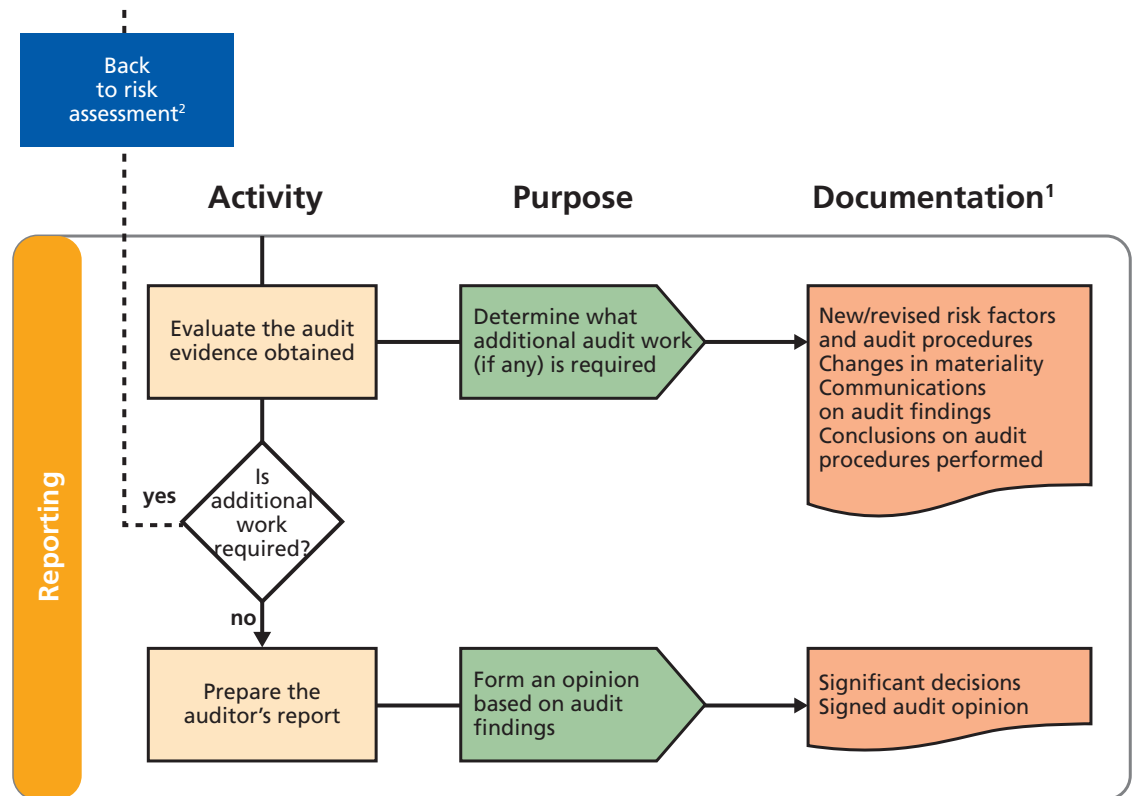 Back
to risk
assessment²
Activity
Purpose
Documentation¹
Reporting
Evaluate the audit
evidence obtained
Determine what
additional audit work
(if any) is required
New/revised risk factors
and audit procedures
Changes in materiality
Communications
on audit findings
Conclusions on audit
procedures performed
Is
additional
work
required?
yes
no
Prepare the
auditor’s report
Form an opinion
based on audit
findings
Significant decisions
Signed audit opinion